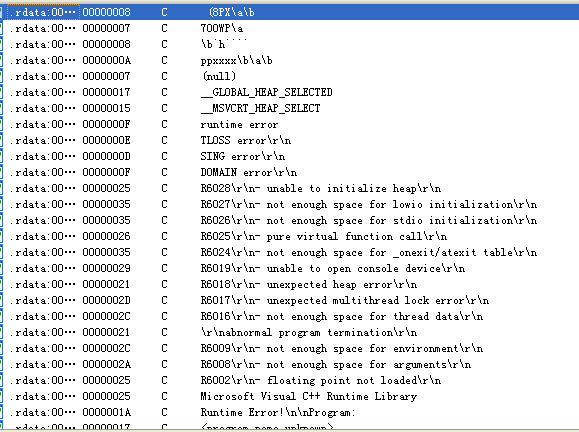 .rdata:00… 00000008 C (8PX\a\b
.rdata:00… 00000007 C 700WP\a
.rdata:00… 00000008 C \b`h````
.rdata:00… 0000000A C ppxxxx\b\a\b
.rdata:00… 00000007 C (null)
.rdata:00… 00000017 C __GLOBAL_HEAP_SELECTED
.rdata:00… 00000015 C __MSVCRT_HEAP_SELECT
.rdata:00… 0000000F C runtime error
.rdata:00… 0000000E C TLOSS error\r\n
.rdata:00… 0000000D C SING error\r\n
.rdata:00… 0000000F C DOMAIN error\r\n
.rdata:00… 00000025 C R6028\r\n- unable to initialize heap\r\n
.rdata:00… 00000035 C R6027\r\n- not enough space for lowio initialization\r\n
.rdata:00… 00000035 C R6026\r\n- not enough space for stdio initialization\r\n
.rdata:00… 00000026 C R6025\r\n- pure virtual function call\r\n
.rdata:00… 00000035 C R6024\r\n- not enough space for _onexit/atexit table\r\n
.rdata:00… 00000029 C R6019\r\n- unable to open console device\r\n
.rdata:00… 00000021 C R6018\r\n- unexpected heap error\r\n
.rdata:00… 0000002D C R6017\r\n- unexpected multithread lock error\r\n
.rdata:00… 0000002C C R6016\r\n- not enough space for thread data\r\n
.rdata:00… 00000021 C \r\nabnormal program termination\r\n
.rdata:00… 0000002C C R6009\r\n- not enough space for environment\r\n
.rdata:00… 0000002A C R6008\r\n- not enough space for arguments\r\n
.rdata:00… 00000025 C R6002\r\n- floating point not loaded\r\n
.rdata:00… 00000025 C Microsoft Visual C++ Runtime Library
.rdata:00… 0000001A C Runtime Error!\n\nProgram:
.rdata:00… 00000017 C <program name unknown>